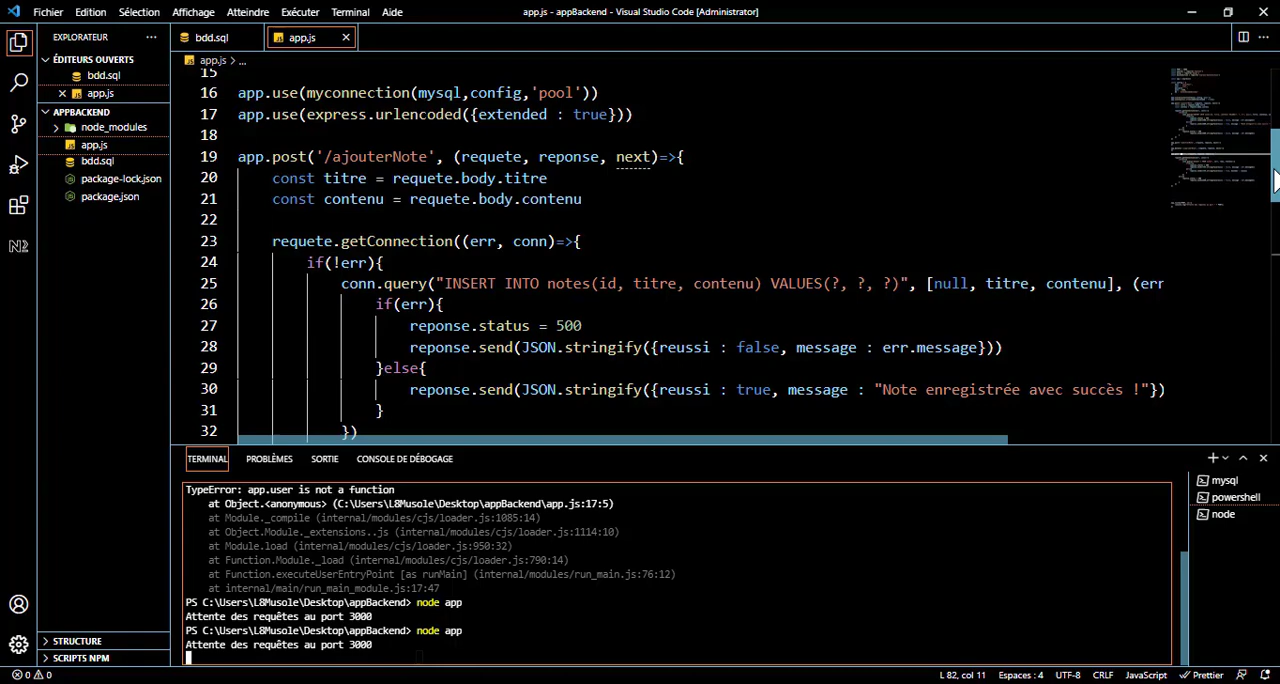 Fichier Edition Sélection Affichage Atteindre Exécuter Terminal Aide
app.js - appBackend - Visual Studio Code [Administrator]
EXPLORATEUR
ÉDITEURS OUVERTS
bdd.sql
app.js
APPBACKEND
node_modules
app.js
bdd.sql
package-lock.json
package.json
STRUCTURE
SCRIPTS NPM
bdd.sql
app.js
app.js > ...
15
16 app.use(myconnection(mysql,config,'pool'))
17 app.use(express.urlencoded({extended : true}))
18
19 app.post('/ajouterNote', (requete, reponse, next)=>{
20 const titre = requete.body.titre
21 const contenu = requete.body.contenu
22
23 requete.getConnection((err, conn)=>{
24 if(!err){
25 conn.query("INSERT INTO notes(id, titre, contenu) VALUES(?, ?, ?)", [null, titre, contenu], (err
26 if(err){
27 reponse.status = 500
28 reponse.send(JSON.stringify({reussi : false, message : err.message}))
29 }else{
30 reponse.send(JSON.stringify({reussi : true, message : "Note enregistrée avec succès !"})
31 }
32 })
TERMINAL PROBLÈMES SORTIE CONSOLE DE DÉBOGAGE
TypeError: app.user is not a function
at Object.<anonymous> (C:\Users\L8Musole\Desktop\appBackend\app.js:17:5)
at Module._compile (internal/modules/cjs/loader.js:1085:14)
at Object.Module._extensions..js (internal/modules/cjs/loader.js:1114:10)
at Module.load (internal/modules/cjs/loader.js:950:32)
at Function.Module._load (internal/modules/cjs/loader.js:790:14)
at Function.executeUserEntryPoint [as runMain] (internal/modules/run_main.js:76:12)
at internal/main/run_main_module.js:17:47
PS C:\Users\L8Musole\Desktop\appBackend> node app
Attente des requêtes au port 3000
PS C:\Users\L8Musole\Desktop\appBackend> node app
Attente des requêtes au port 3000
mysql
powershell
node
0 0
L 82, col 11 Espaces : 4 UTF-8 CRLF JavaScript Prettier